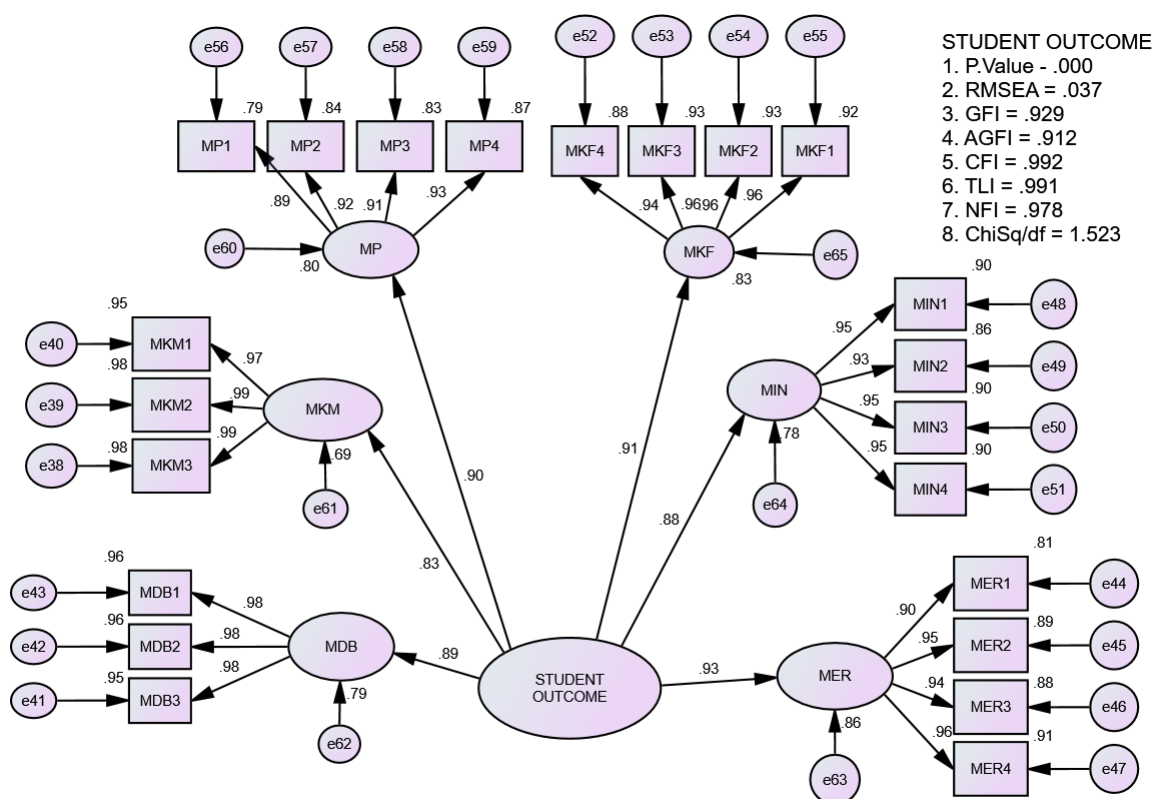 e56
e57
e58
e59
e52
e53
e54
e55
STUDENT OUTCOME
1. P.Value - .000
2. RMSEA = .037
3. GFI = .929
4. AGFI = .912
5. CFI = .992
6. TLI = .991
7. NFI = .978
8. ChiSq/df = 1.523
.79
.84
.83
.87
.88
.93
.93
.92
MP1
MP2
MP3
MP4
MKF4
MKF3
MKF2
MKF1
.89
.92
.91
.93
.94
.96
96
.96
e60
MP
.80
MKF
e65
.83
.90
MIN1
e48
.95
.86
MIN2
e49
.93
.90
MIN3
e50
.95
.90
MIN4
e51
.95
MIN
.78
e64
.95
e40
MKM1
.97
.98
e39
MKM2
.99
.98
e38
MKM3
.99
MKM
.69
e61
.90
.91
.88
.83
.96
e43
MDB1
.98
.96
e42
MDB2
.98
.95
e41
MDB3
.98
MDB
.79
e62
.89
STUDENT
OUTCOME
.93
MER
.86
e63
.81
MER1
e44
.90
.89
MER2
e45
.95
.88
MER3
e46
.94
.91
MER4
e47
.96